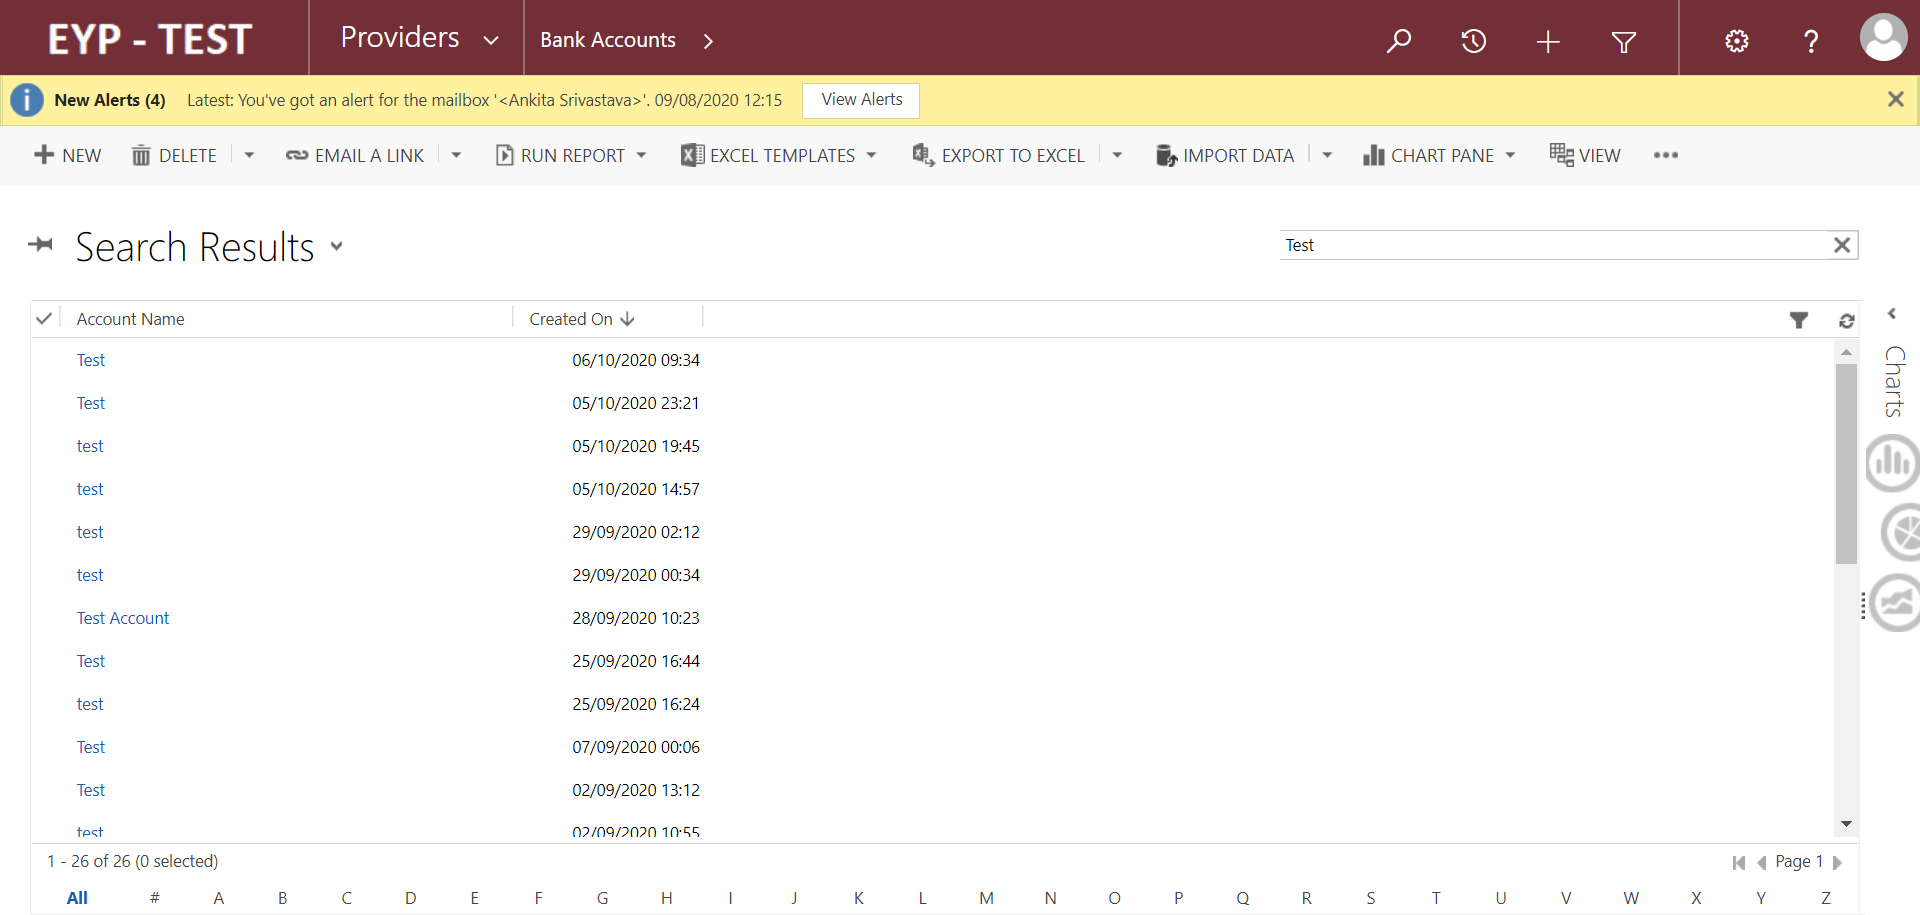 EYP - TEST Providers Bank Accounts ?
New Alerts (4) Latest: You've got an alert for the mailbox '<Ankita Srivastava>'. 09/08/2020 12:15 View Alerts
NEW DELETE EMAIL A LINK RUN REPORT EXCEL TEMPLATES EXPORT TO EXCEL IMPORT DATA CHART PANE VIEW
Search Results Test
Account Name Created On
Test 06/10/2020 09:34
Test 05/10/2020 23:21
test 05/10/2020 19:45
test 05/10/2020 14:57
test 29/09/2020 02:12
test 29/09/2020 00:34
Test Account 28/09/2020 10:23
Test 25/09/2020 16:44
test 25/09/2020 16:24
Test 07/09/2020 00:06
Test 02/09/2020 13:12
test 02/09/2020 10:55
Charts
1 - 26 of 26 (0 selected) Page 1
All # A B C D E F G H I J K L M N O P Q R S T U V W X Y Z